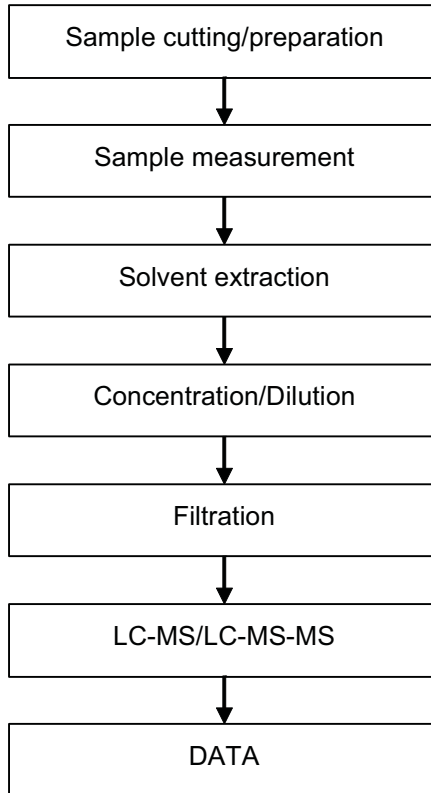 Sample cutting/preparation
Sample measurement
Solvent extraction
Concentration/Dilution
Filtration
LC-MS/LC-MS-MS
DATA